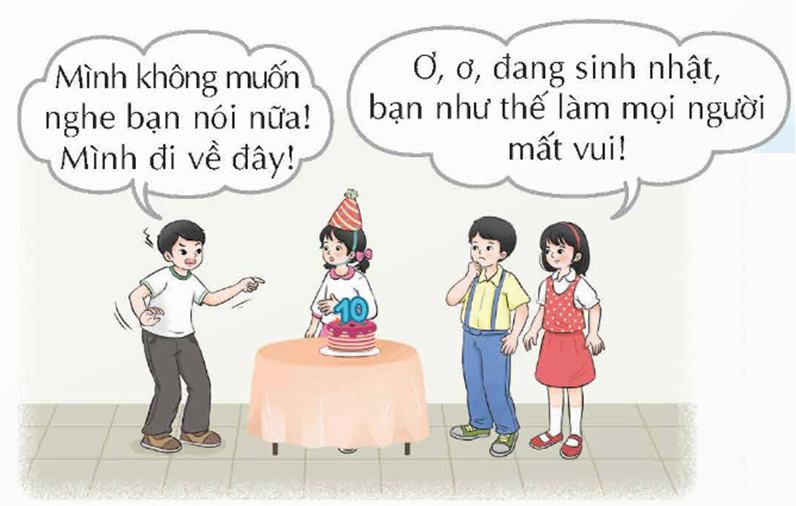 Mình không muốn
nghe bạn nói nữa!
Mình đi về đây!
Ơ, ơ, đang sinh nhật,
bạn như thế làm mọi người
mất vui!
10